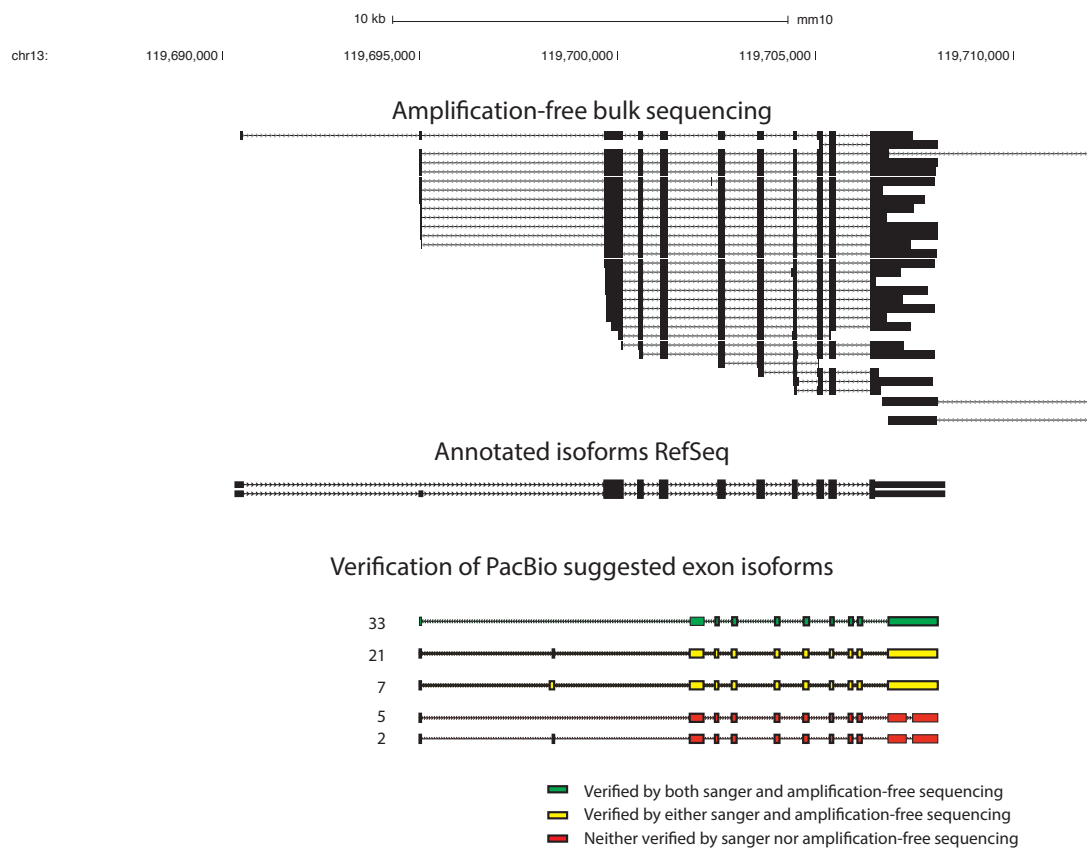 10 kb mm10
chr13: 119,690,000 119,695,000 119,700,000 119,705,000 119,710,000
Amplification-free bulk sequencing
Annotated isoforms RefSeq
Verification of PacBio suggested exon isoforms
33
21
7
5
2
Verified by both sanger and amplification-free sequencing
Verified by either sanger and amplification-free sequencing
Neither verified by sanger nor amplification-free sequencing